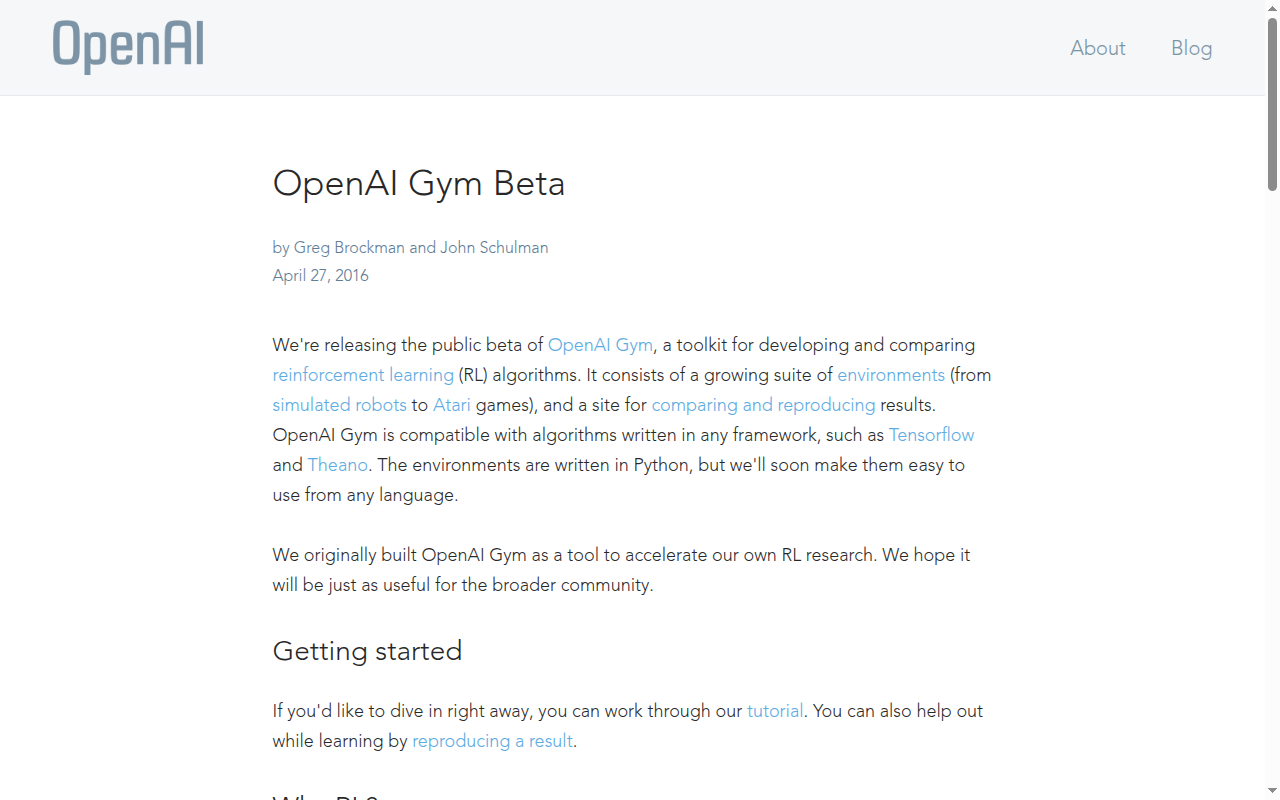 OpenAI
About
Blog
OpenAI Gym Beta
by Greg Brockman and John Schulman
April 27, 2016
We're releasing the public beta of OpenAI Gym, a toolkit for developing and comparing
reinforcement learning (RL) algorithms. It consists of a growing suite of environments (from
simulated robots to Atari games), and a site for comparing and reproducing results.
OpenAI Gym is compatible with algorithms written in any framework, such as Tensorflow
and Theano. The environments are written in Python, but we'll soon make them easy to
use from any language.
We originally built OpenAI Gym as a tool to accelerate our own RL research. We hope it
will be just as useful for the broader community.
Getting started
If you'd like to dive in right away, you can work through our tutorial. You can also help out
while learning by reproducing a result.
Why RL?